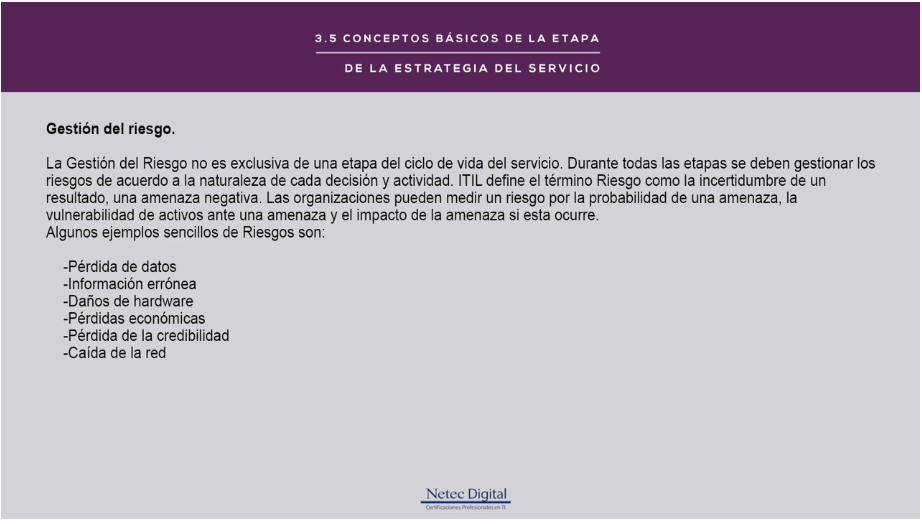 3.5 CONCEPTOS BÁSICOS DE LA ETAPA
DE LA ESTRATEGIA DEL SERVICIO
Gestión del riesgo.
La Gestión del Riesgo no es exclusiva de una etapa del ciclo de vida del servicio. Durante todas las etapas se deben gestionar los
riesgos de acuerdo a la naturaleza de cada decisión y actividad. ITIL define el término Riesgo como la incertidumbre de un
resultado, una amenaza negativa. Las organizaciones pueden medir un riesgo por la probabilidad de una amenaza, la
vulnerabilidad de activos ante una amenaza y el impacto de la amenaza si esta ocurre.
Algunos ejemplos sencillos de Riesgos son:
-Pérdida de datos
-Información errónea
-Daños de hardware
-Pérdidas económicas
-Pérdida de la credibilidad
-Caída de la red
Netec Digital
Certificaciones Profesionales en TI